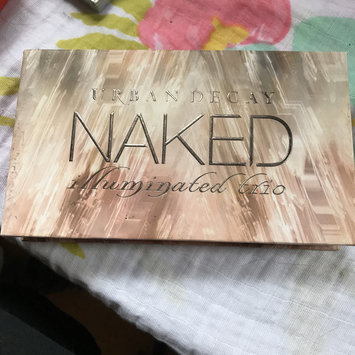 URBAN DECAY
NAKED
illuminated trio